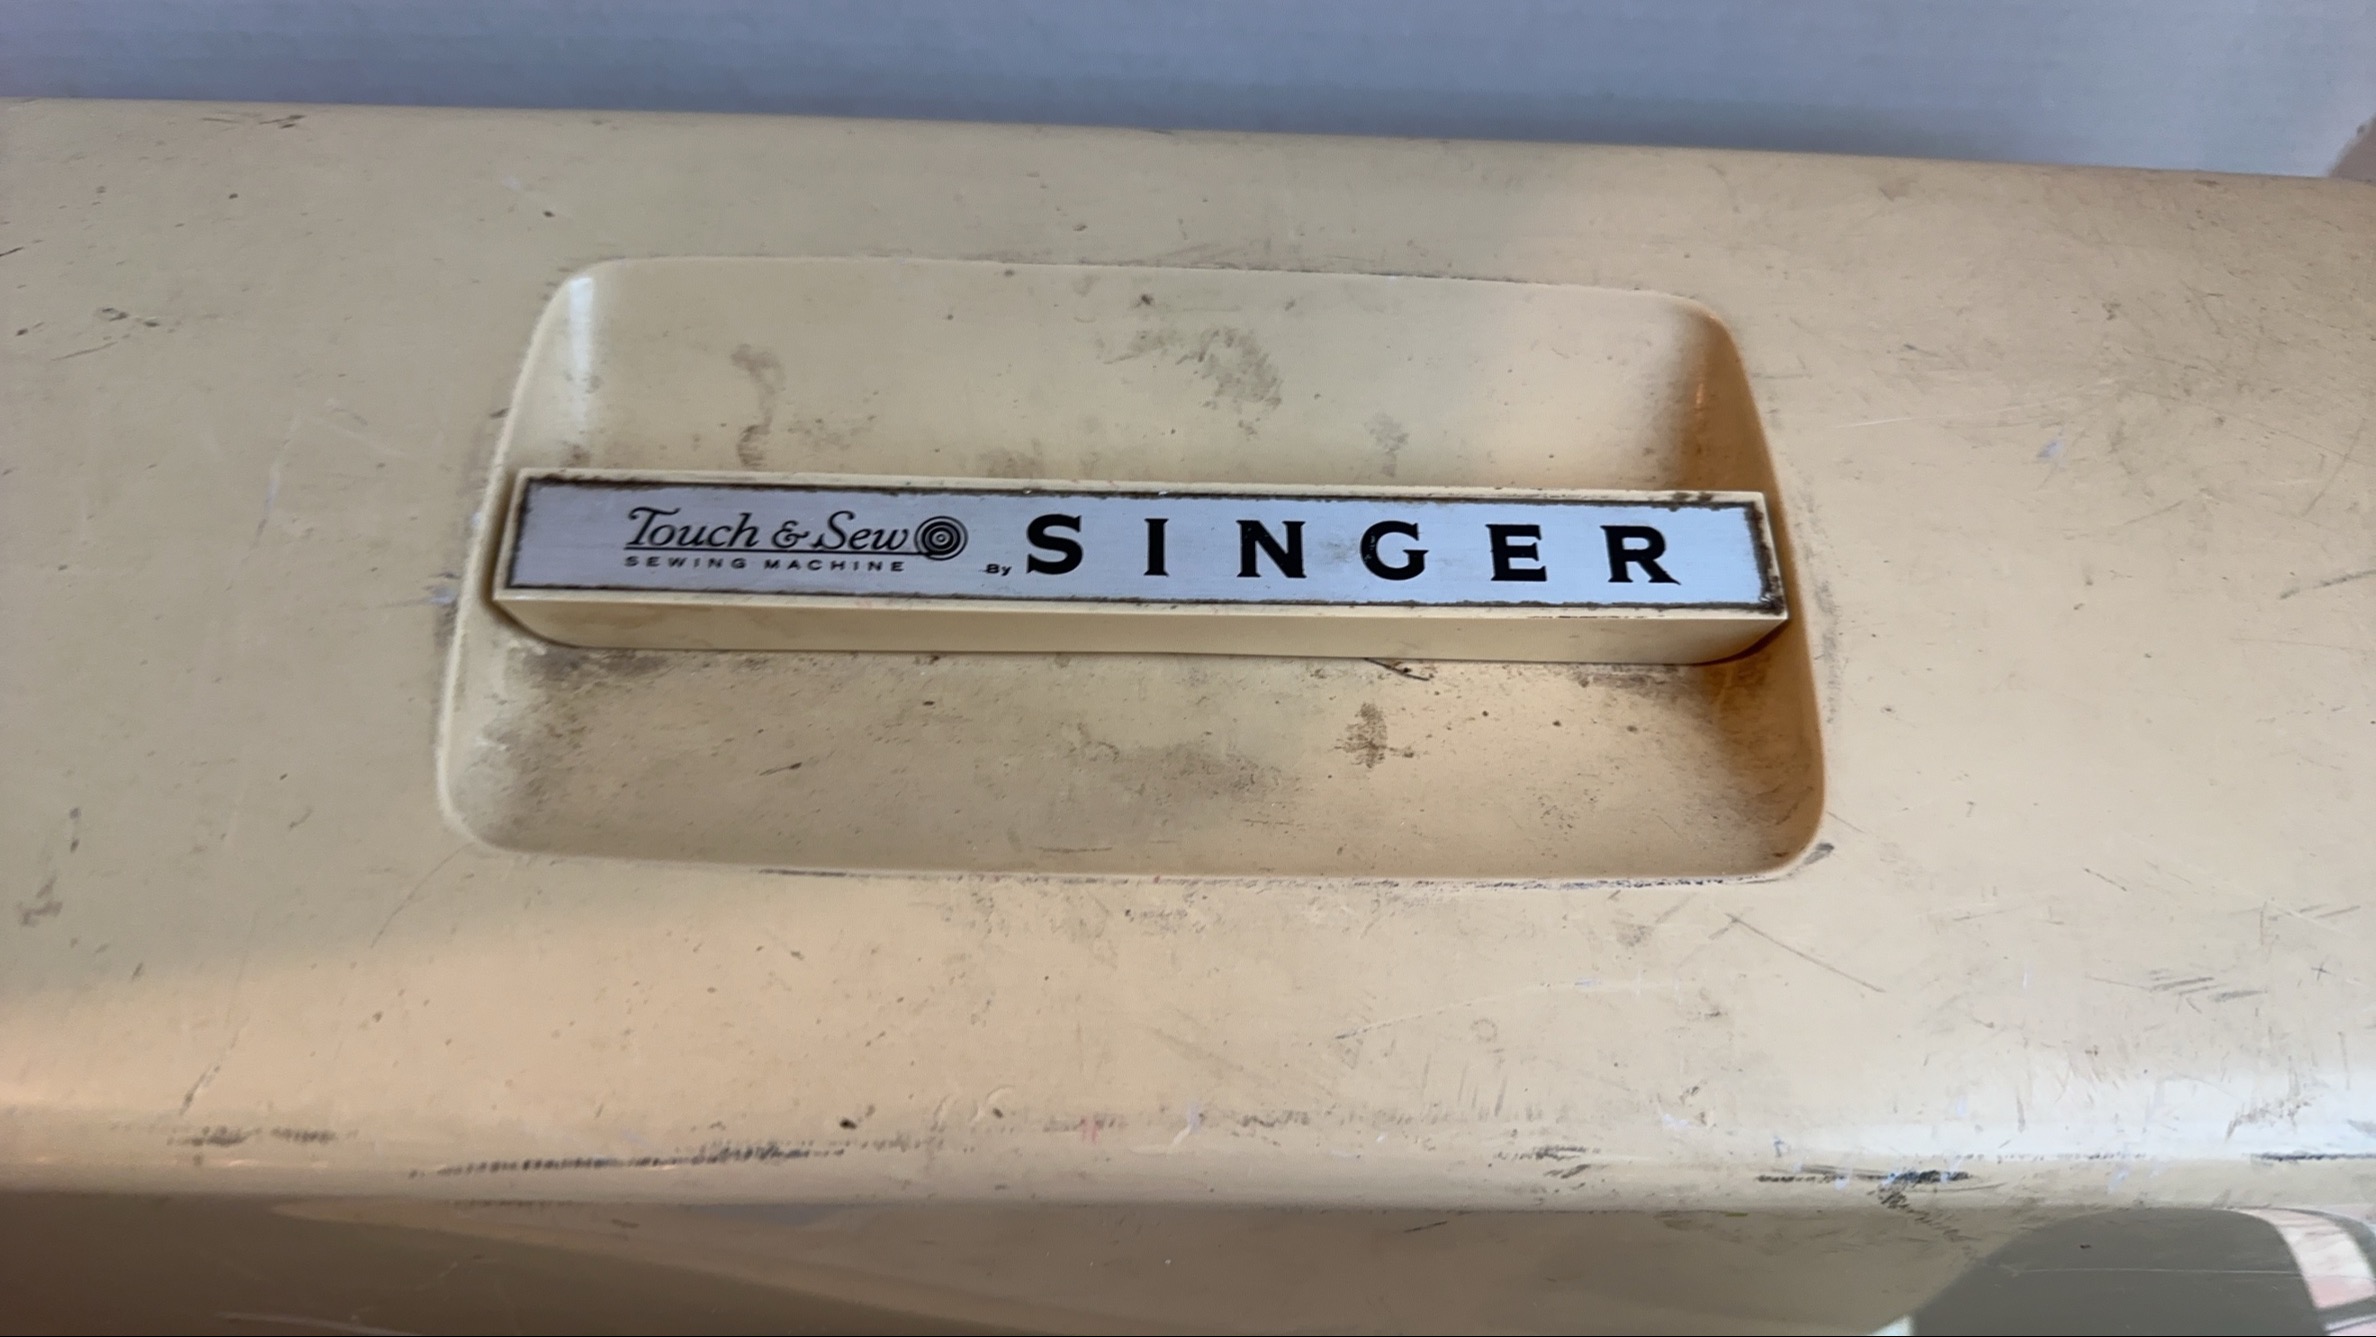 Touch & Sew
SEWING MACHINE
By SINGER